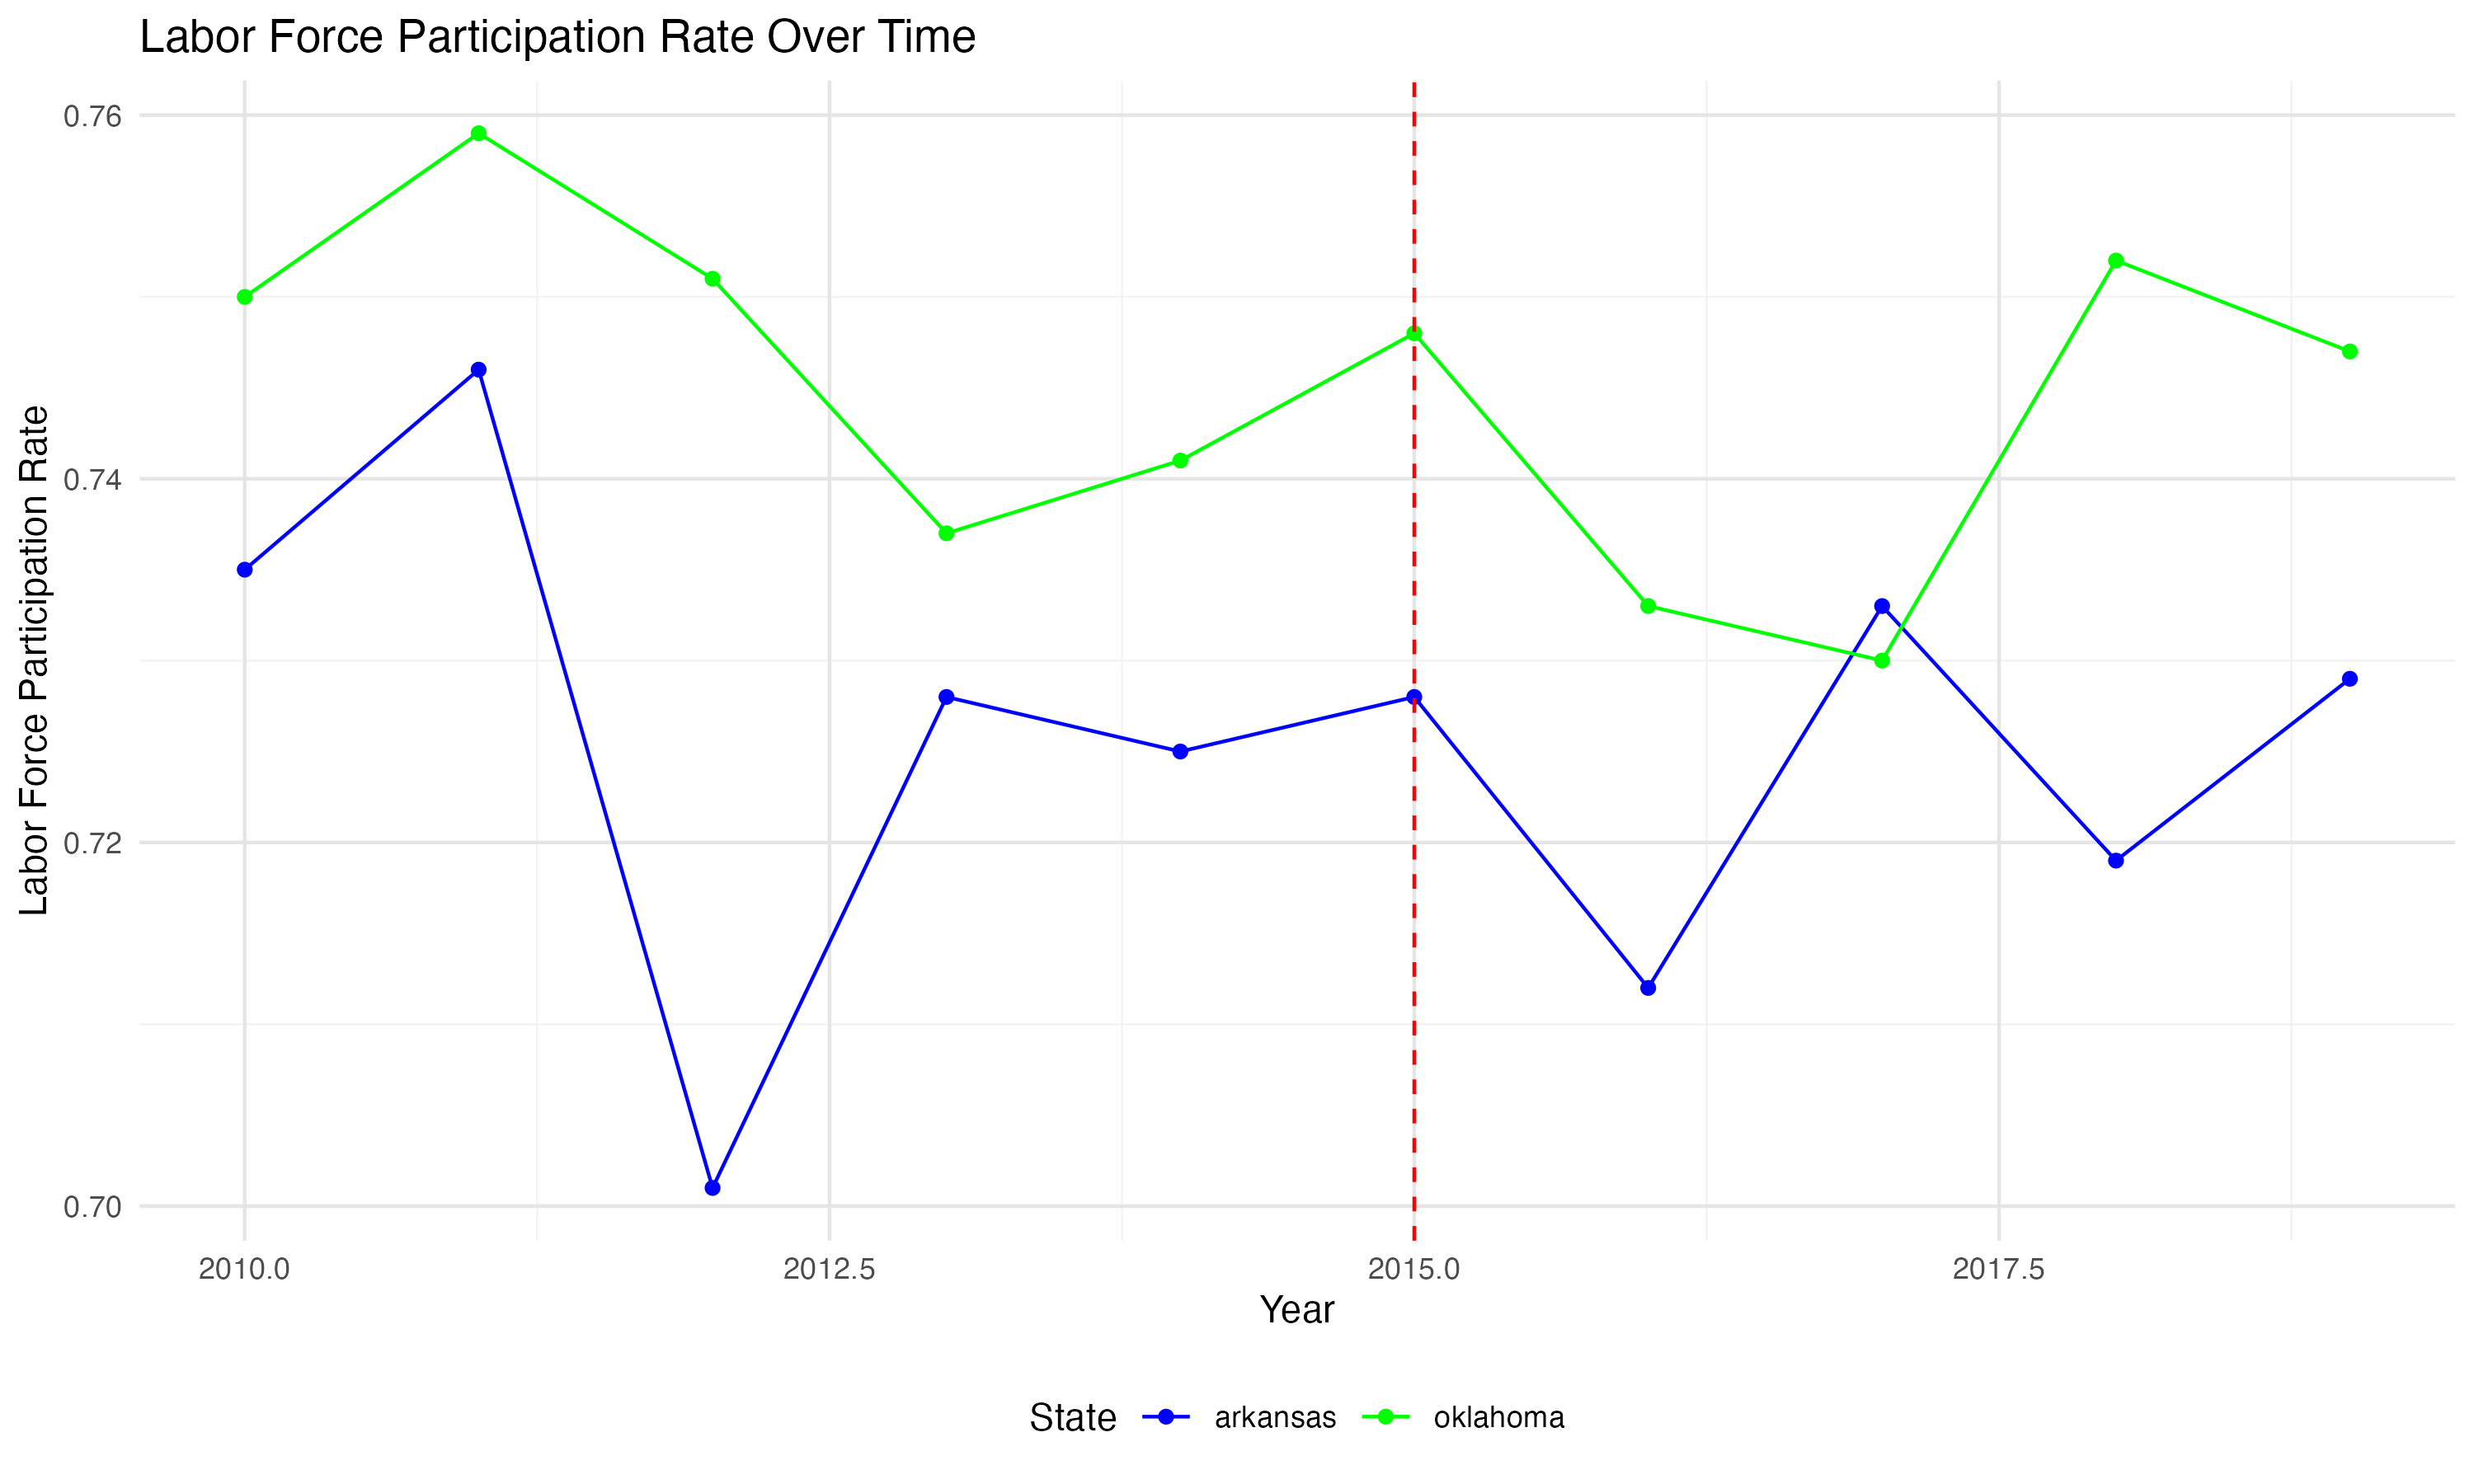 Labor Force Participation Rate Over Time
Labor Force Participation Rate
0.76
0.74
0.72
0.70
2010.0 2012.5 2015.0 2017.5
Year
State arkansas oklahoma